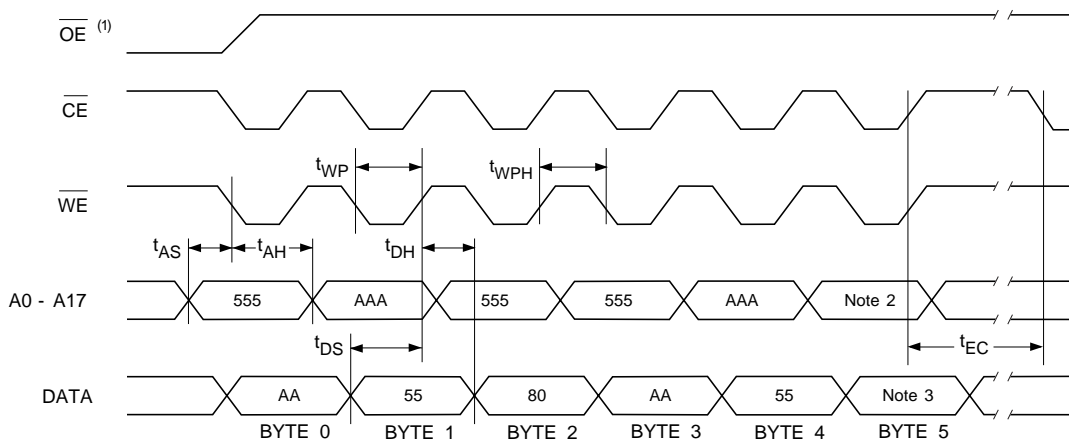 OE (1)
CE
tWP
tWPH
WE
tAS
tAH
tDH
A0 - A17
555
AAA
555
555
AAA
Note 2
tDS
tEC
DATA
AA
55
80
AA
55
Note 3
BYTE 0
BYTE 1
BYTE 2
BYTE 3
BYTE 4
BYTE 5